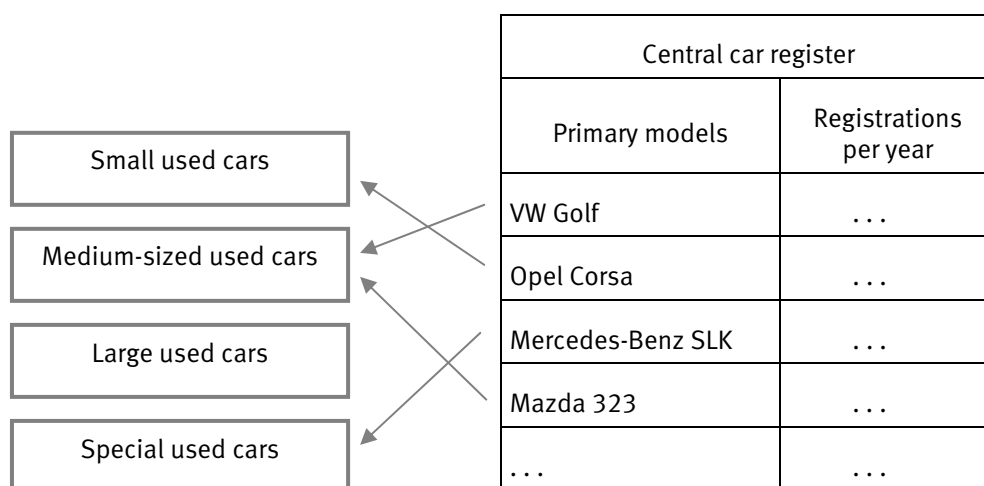 Central car register
Primary models
Registrations
per year
Small used cars
Medium-sized used cars
Large used cars
Special used cars
VW Golf
...
Opel Corsa
...
Mercedes-Benz SLK
...
Mazda 323
...
...
...